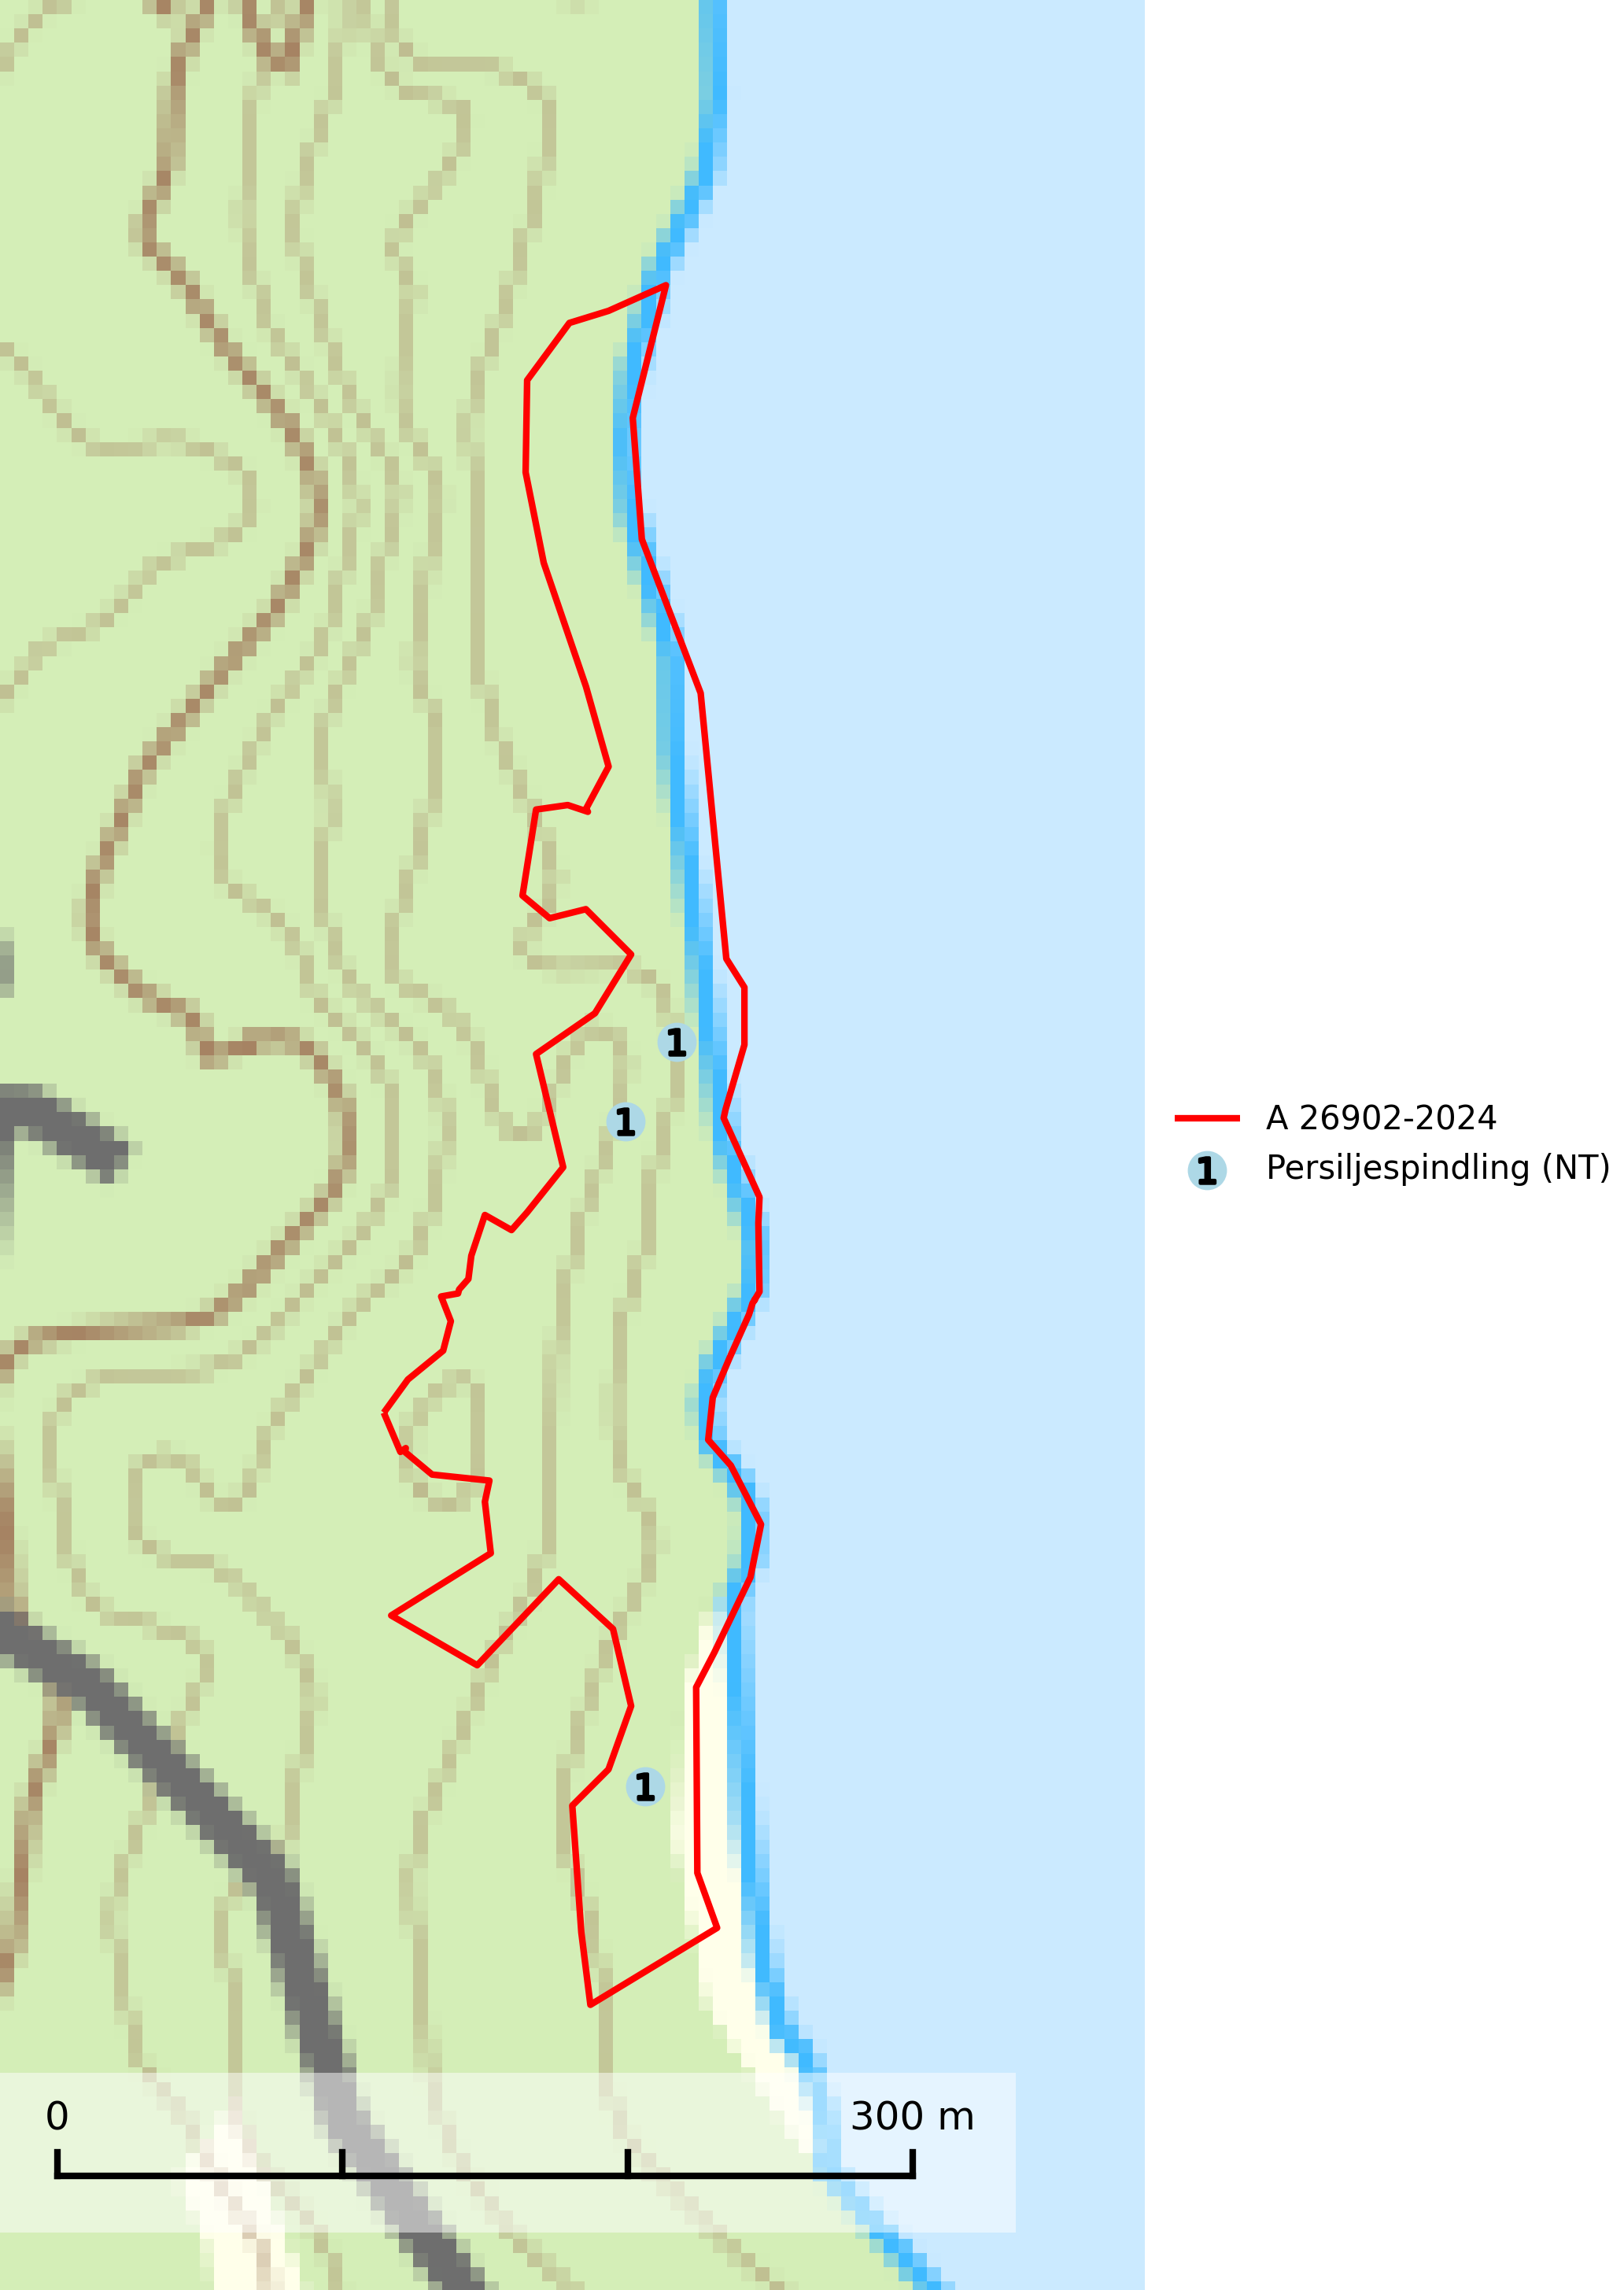 1
1
A 26902-2024
1 Persiljespindling (NT)
1
0 300 m